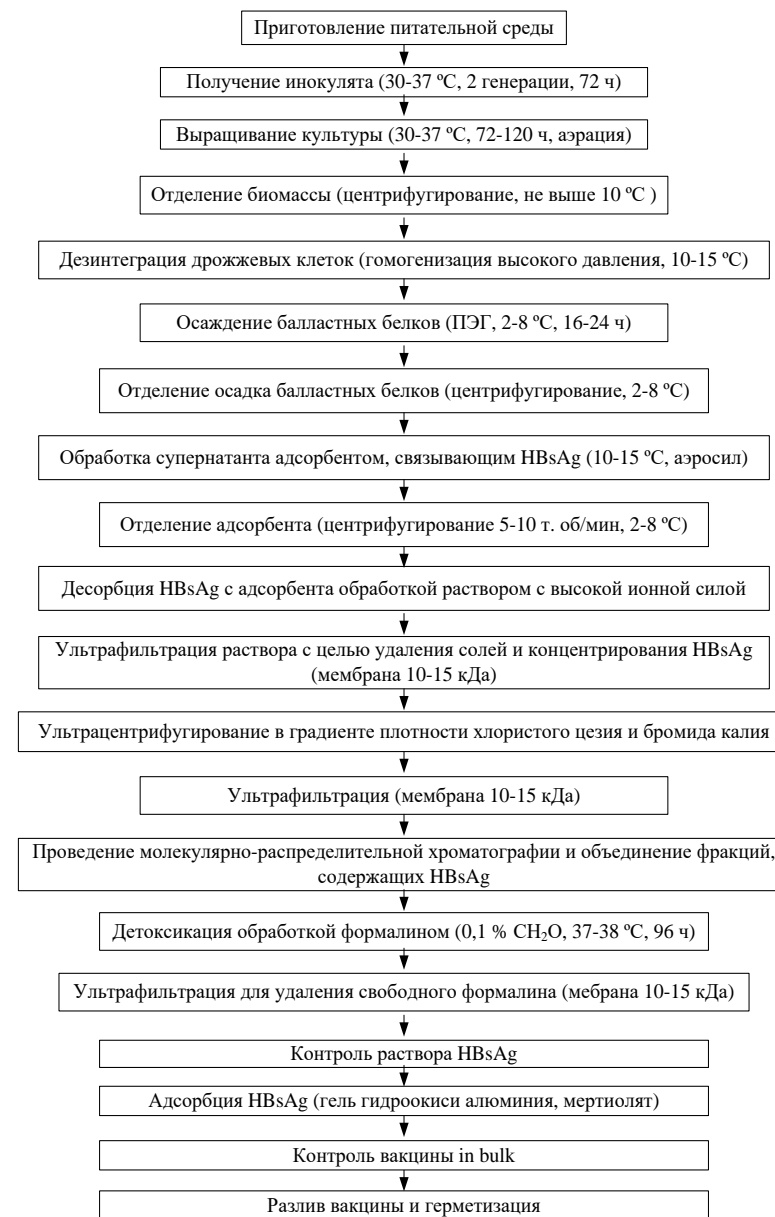 Приготовление питательной среды
Получение инокулята (30-37 ºС, 2 генерации, 72 ч)
Выращивание культуры (30-37 ºС, 72-120 ч, аэрация)
Отделение биомассы (центрифугирование, не выше 10 ºС )
Дезинтеграция дрожжевых клеток (гомогенизация высокого давления, 10-15 ºС)
Осаждение балластных белков (ПЭГ, 2-8 ºС, 16-24 ч)
Отделение осадка балластных белков (центрифугирование, 2-8 ºС)
Обработка супернатанта адсорбентом, связывающим HBsAg (10-15 ºС, аэросил)
Отделение адсорбента (центрифугирование 5-10 т. об/мин, 2-8 ºС)
Десорбция HBsAg с адсорбента обработкой раствором с высокой ионной силой
Ультрафильтрация раствора с целью удаления солей и концентрирования HBsAg
(мембрана 10-15 кДа)
Ультрацентрифугирование в градиенте плотности хлористого цезия и бромида калия
Ультрафильтрация (мембрана 10-15 кДа)
Проведение молекулярно-распределительной хроматографии и объединение фракций,
содержащих HBsAg
Детоксикация обработкой формалином (0,1 % CH₂O, 37-38 ºС, 96 ч)
Ультрафильтрация для удаления свободного формалина (мебрана 10-15 кДа)
Контроль раствора HBsAg
Адсорбция HBsAg (гель гидроокиси алюминия, мертиолят)
Контроль вакцины in bulk
Разлив вакцины и герметизация